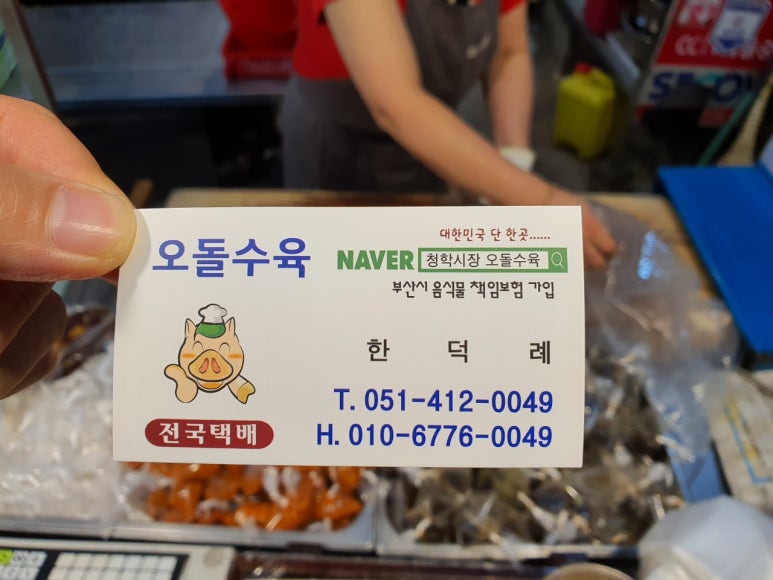 오돌수육
대한민국 단 한곳......
NAVER 청학시장 오돌수육
부산시 음식물 책임보험 가입
한 덕 례
T. 051-412-0049
H. 010-6776-0049
전국택배